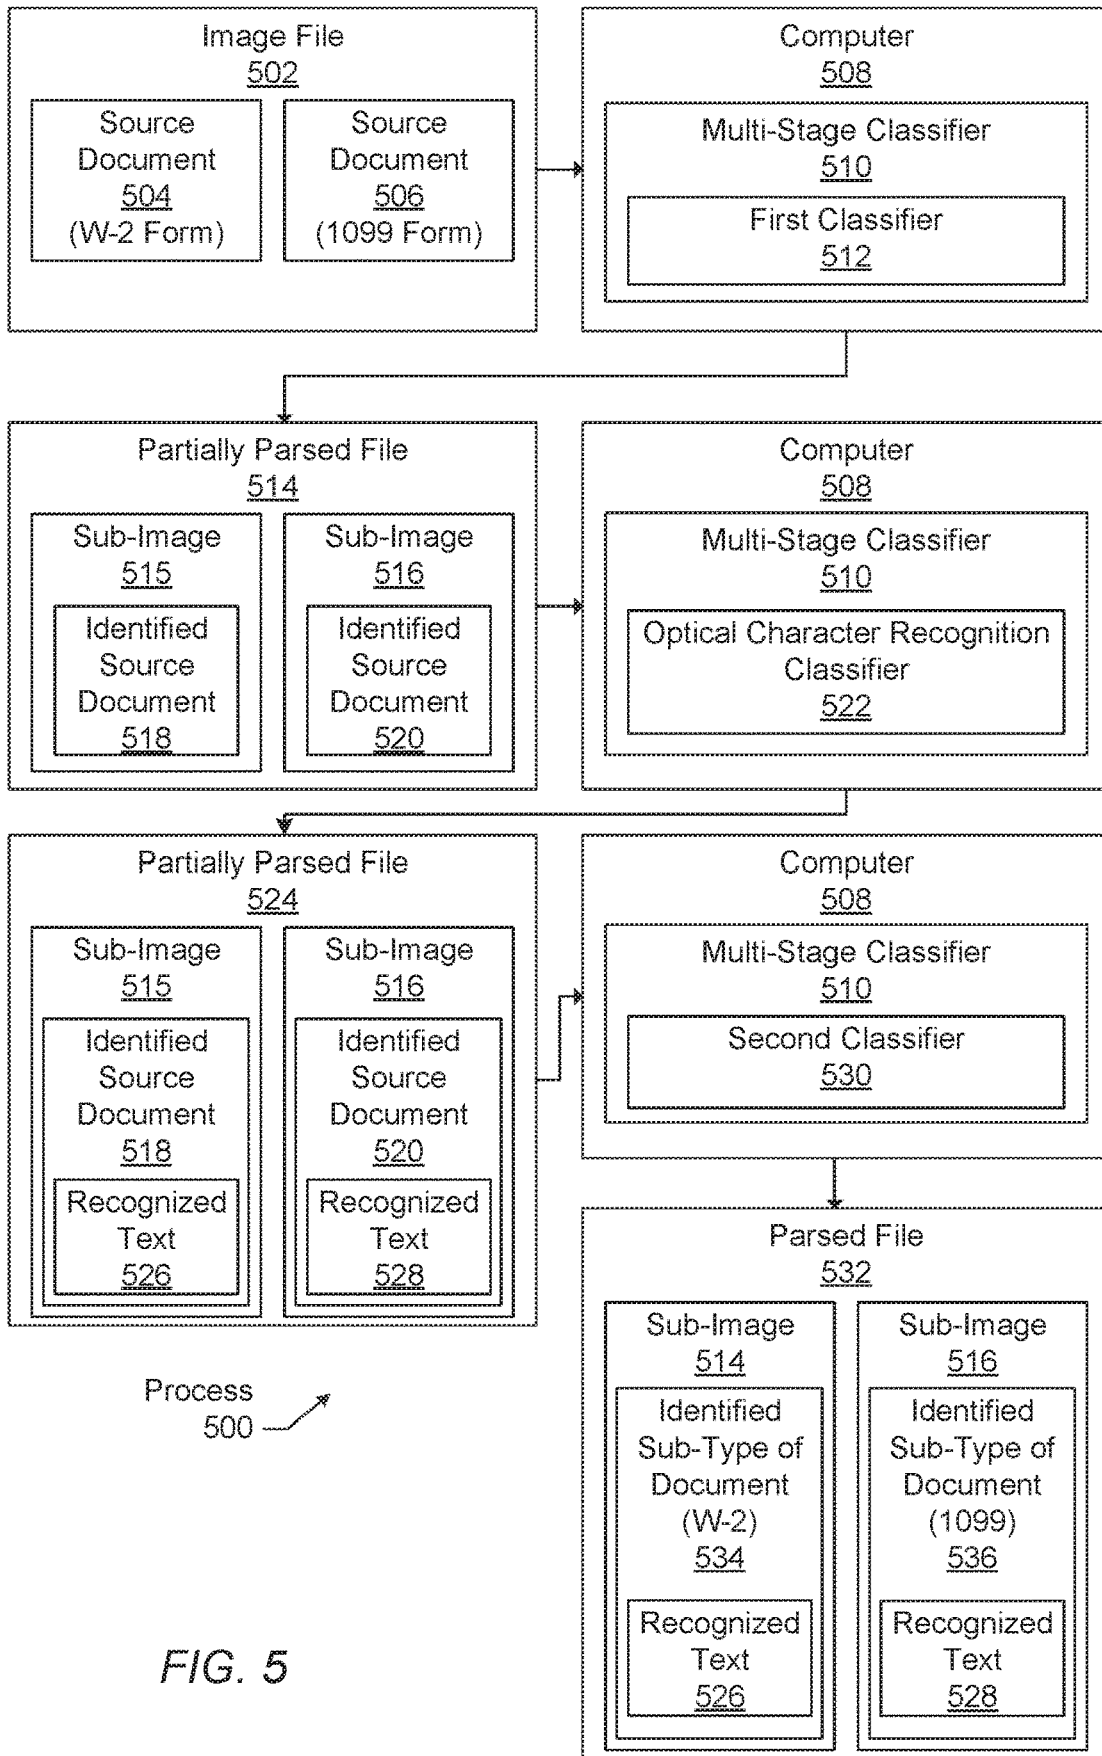 Image File
502
Source
Document
504
(W-2 Form)
Source
Document
506
(1099 Form)
Computer
508
Multi-Stage Classifier
510
First Classifier
512
Partially Parsed File
514
Sub-Image
515
Identified
Source
Document
518
Sub-Image
516
Identified
Source
Document
520
Computer
508
Multi-Stage Classifier
510
Optical Character Recognition
Classifier
522
Partially Parsed File
524
Sub-Image
515
Identified
Source
Document
518
Recognized
Text
526
Sub-Image
516
Identified
Source
Document
520
Recognized
Text
528
Computer
508
Multi-Stage Classifier
510
Second Classifier
530
Parsed File
532
Sub-Image
514
Identified
Sub-Type of
Document
(W-2)
534
Recognized
Text
526
Sub-Image
516
Identified
Sub-Type of
Document
(1099)
536
Recognized
Text
528
Process
500
FIG. 5